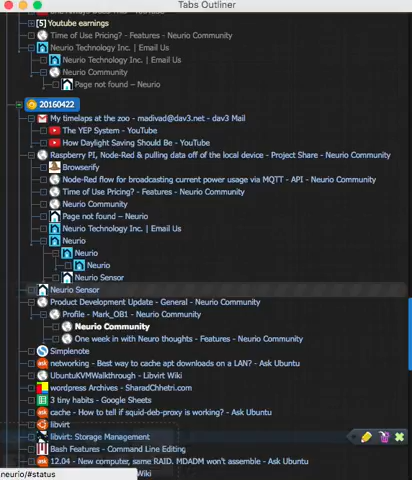 Tabs Outliner
[5] Youtube earnings
Time of Use Pricing? - Features - Neurio Community
Neurio Technology Inc. | Email Us
Neurio Technology Inc. | Email Us
Neurio Community
Page not found – Neurio
20160422
My timelaps at the zoo - madivad@dav3.net - dav3 Mail
The YEP System - YouTube
How Daylight Saving Should Be - YouTube
Raspberry PI, Node-Red & pulling data off of the local device - Project Share - Neurio Community
Browserify
Node-Red flow for broadcasting current power usage via MQTT - API - Neurio Community
Time of Use Pricing? - Features - Neurio Community
Neurio Community
Page not found – Neurio
Neurio Technology Inc. | Email Us
Neurio
Neurio
Neurio
Neurio Sensor
Neurio Sensor
Product Development Update - General - Neurio Community
Profile - Mark_OB1 - Neurio Community
Neurio Community
One week in with Neuro thoughts - Features - Neurio Community
Simplenote
networking - Best way to cache apt downloads on a LAN? - Ask Ubuntu
UbuntuKVMWalkthrough - Libvirt Wiki
wordpress Archives - SharadChhetri.com
3 tiny habits - Google Sheets
cache - How to tell if squid-deb-proxy is working? - Ask Ubuntu
libvirt
libvirt: Storage Management
Bash Features - Command Line Editing
12.04 - New computer, same RAID. MDADM won't assemble - Ask Ubuntu
neurio/#status
Wiki